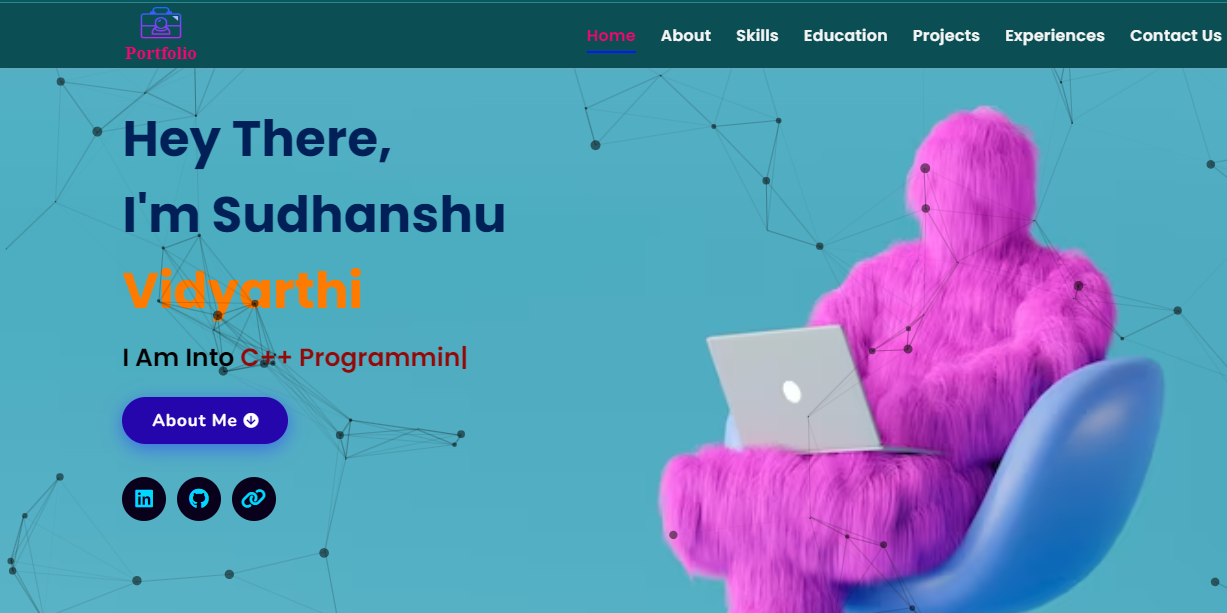 Portfolio
Home About Skills Education Projects Experiences Contact Us
Hey There,
I'm Sudhanshu
Vidyarthi
I Am Into C++ Programmin|
About Me